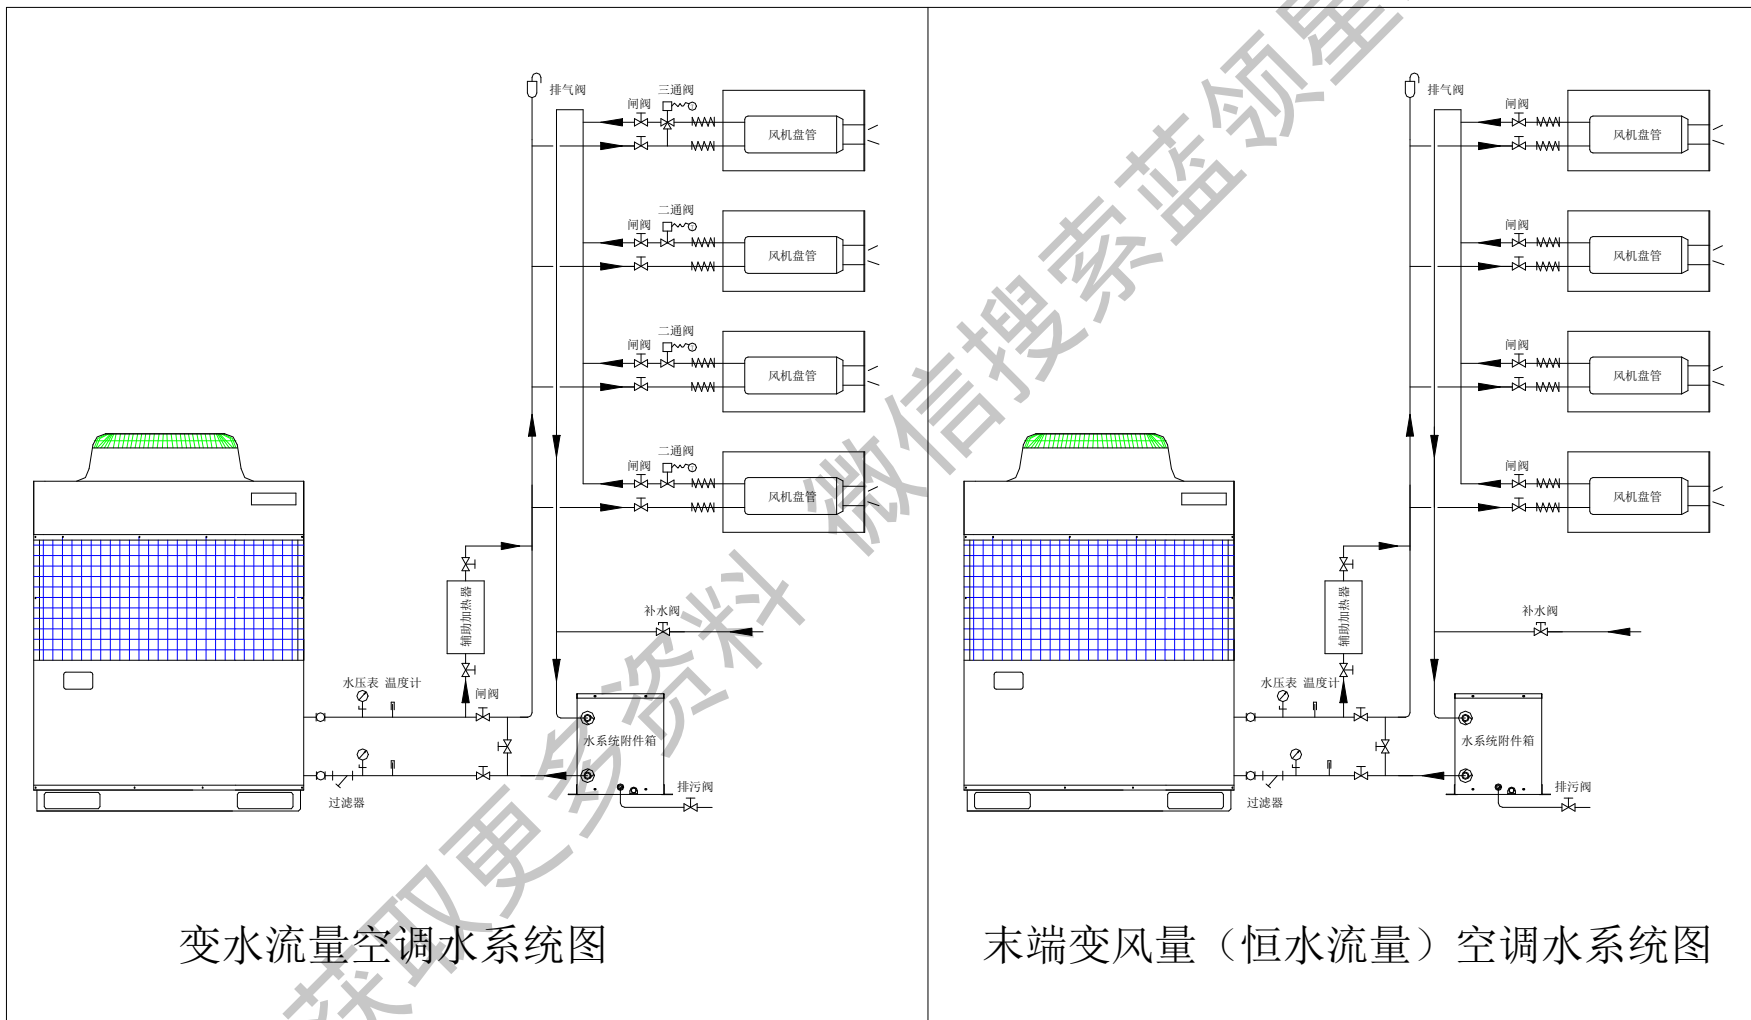 排气阀
闸阀
三通阀
风机盘管
闸阀
二通阀
风机盘管
闸阀
二通阀
风机盘管
闸阀
二通阀
风机盘管
辅助加热器
补水阀
水压表
温度计
闸阀
水系统附件箱
过滤器
排污阀
变水流量空调水系统图
排气阀
闸阀
风机盘管
闸阀
风机盘管
闸阀
风机盘管
闸阀
风机盘管
辅助加热器
补水阀
水压表
温度计
水系统附件箱
过滤器
排污阀
末端变风量（恒水流量）空调水系统图
获取更多资料 微信搜索蓝领星